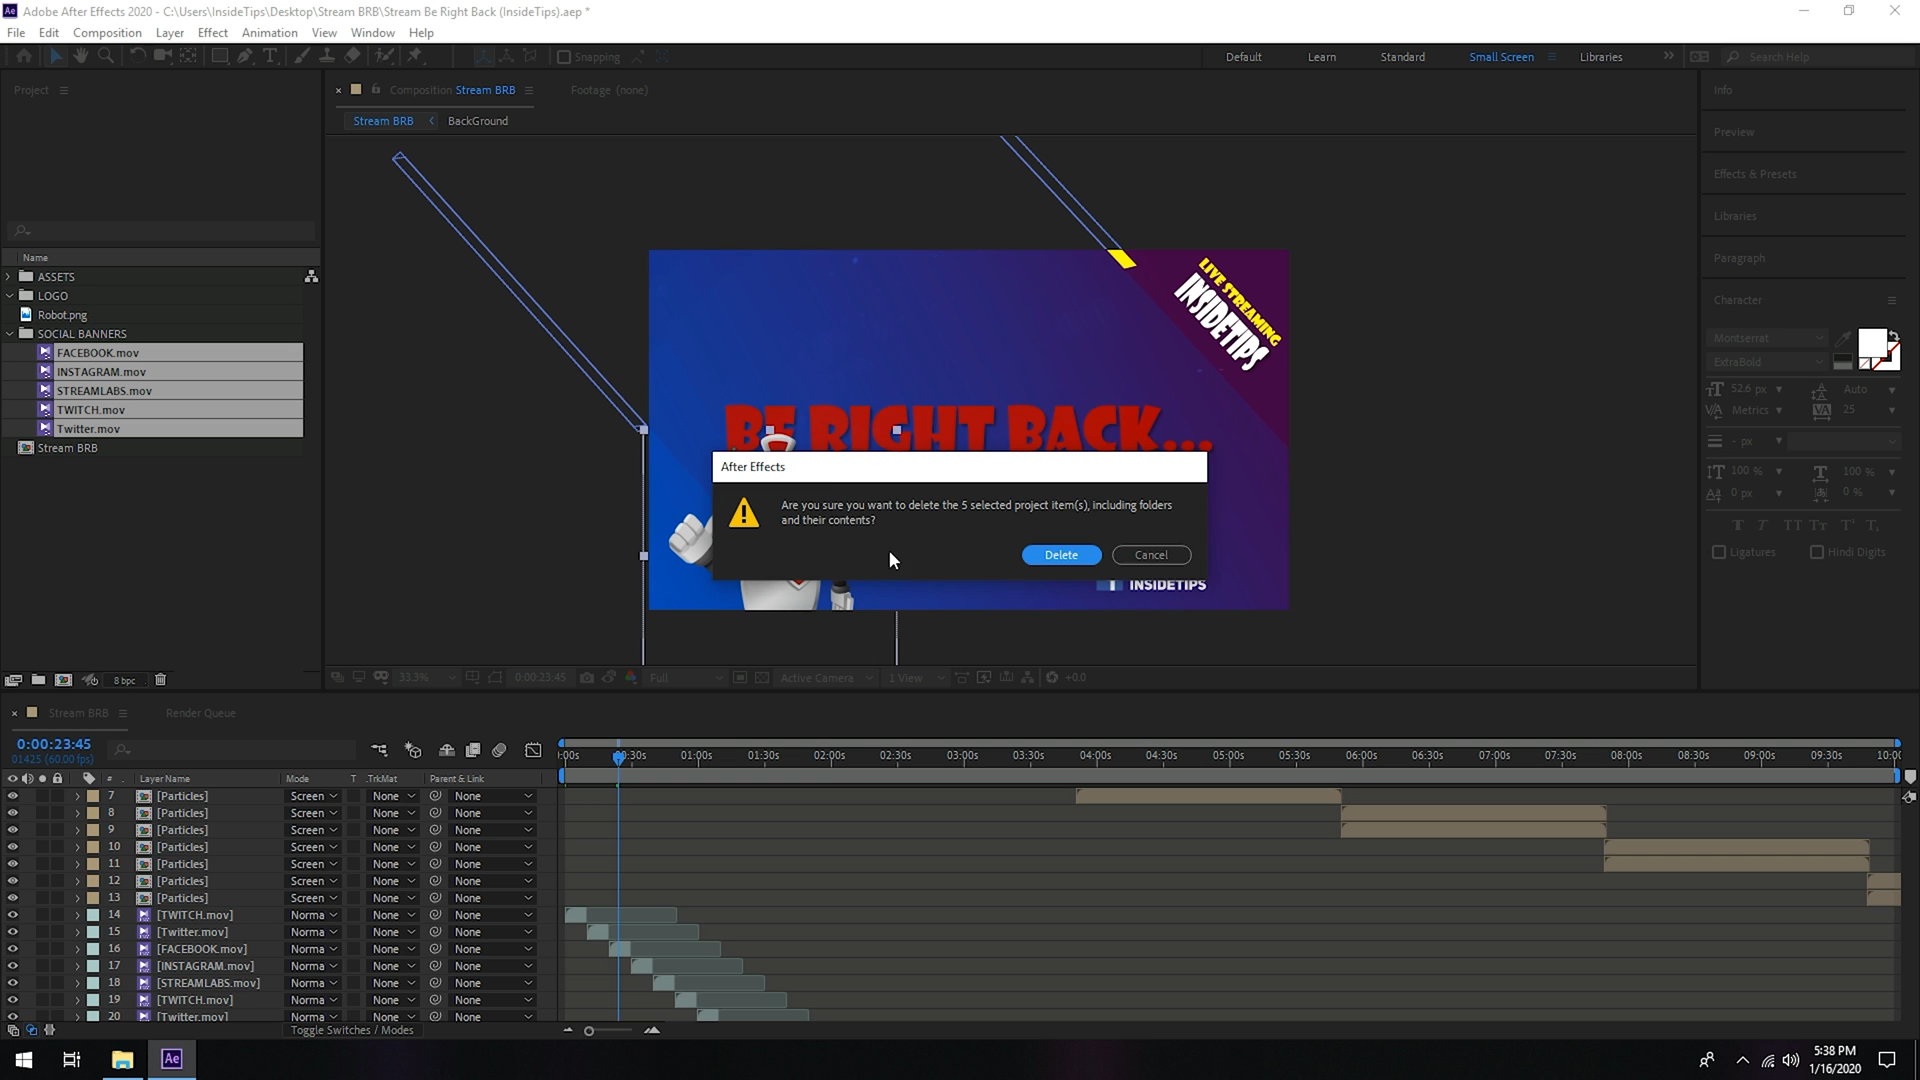 Adobe After Effects 2020 - C:\Users\InsideTips\Desktop\Stream BRB\Stream Be Right Back (InsideTips).aep *
File Edit Composition Layer Effect Animation View Window Help
Snapping
Default Learn Standard Small Screen Libraries
Search Help
Project
Composition Stream BRB
Footage (none)
Stream BRB BackGround
Name
ASSETS
LOGO
Robot.png
SOCIAL BANNERS
FACEBOOK.mov
INSTAGRAM.mov
STREAMLABS.mov
TWITCH.mov
Twitter.mov
Stream BRB
8 bpc
LIVE STREAMING
INSIDETIPS
BE RIGHT BACK...
After Effects
Are you sure you want to delete the 5 selected project item(s), including folders
and their contents?
Delete Cancel
INSIDETIPS
33.3% 0:00:23:45 Full Active Camera 1 View +0.0
Info
Preview
Effects & Presets
Libraries
Paragraph
Character
Montserrat
ExtraBold
52.6 px Auto
Metrics 25
- px
100 % 100 %
0 px 0 %
Ligatures Hindi Digits
Stream BRB Render Queue
0:00:23:45
01425 (60.00 fps)
:00s 00:30s 01:00s 01:30s 02:00s 02:30s 03:00s 03:30s 04:00s 04:30s 05:00s 05:30s 06:00s 06:30s 07:00s 07:30s 08:00s 08:30s 09:00s 09:30s 10:00
# Layer Name Mode T .TrkMat Parent & Link
7 [Particles] Screen None None
8 [Particles] Screen None None
9 [Particles] Screen None None
10 [Particles] Screen None None
11 [Particles] Screen None None
12 [Particles] Screen None None
13 [Particles] Screen None None
14 [TWITCH.mov] Norma None None
15 [Twitter.mov] Norma None None
16 [FACEBOOK.mov] Norma None None
17 [INSTAGRAM.mov] Norma None None
18 [STREAMLABS.mov] Norma None None
19 [TWITCH.mov] Norma None None
20 [Twitter.mov] Norma None None
Toggle Switches / Modes
Ae
5:38 PM
1/16/2020